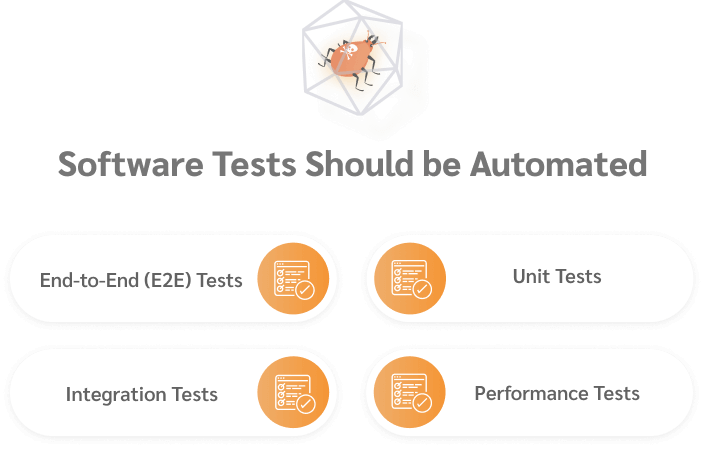 Software Tests Should be Automated
End-to-End (E2E) Tests
Unit Tests
Integration Tests
Performance Tests